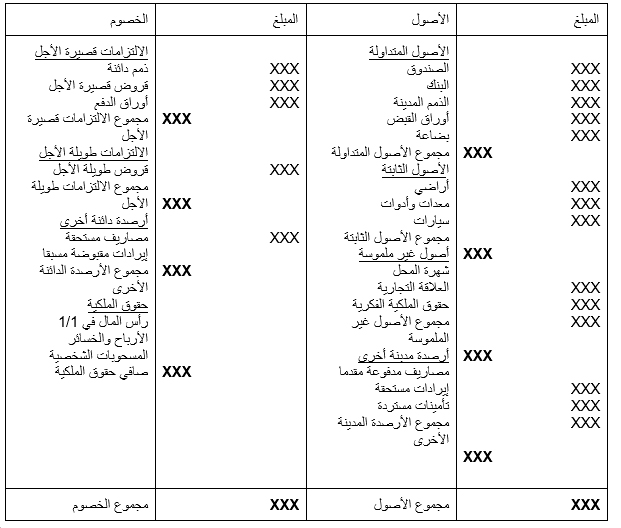 المبلغ الأصول المبلغ الخصوم
الأصول المتداولة الالتزامات قصيرة الأجل
XXX الصندوق XXX ذمم دائنة
XXX البنك XXX قروض قصيرة الأجل
XXX الذمم المدينة XXX أوراق الدفع
XXX أوراق القبض XXX مجموع الالتزامات قصيرة
XXX بضاعة الأجل
مجموع الأصول المتداولة XXX الالتزامات طويلة الأجل
الأصول الثابتة XXX قروض طويلة الأجل
XXX أراضي مجموع الالتزامات طويلة
XXX معدات وأدوات XXX الأجل
XXX سيارات أرصدة دائنة أخرى
مجموع الأصول الثابتة XXX مصاريف مستحقة
XXX أصول غير ملموسة إيرادات مقبوضة مسبقا
شهرة المحل XXX مجموع الأرصدة الدائنة
XXX العلاقة التجارية الأخرى
XXX حقوق الملكية الفكرية حقوق الملكية
XXX مجموع الأصول غير رأس المال في 1/1
الملموسة الأرباح والخسائر
XXX أرصدة مدينة أخرى المسحوبات الشخصية
مصاريف مدفوعة مقدما XXX صافي حقوق الملكية
XXX إيرادات مستحقة
XXX تأمينات مستردة
XXX مجموع الأرصدة المدينة
الأخرى
XXX
XXX مجموع الأصول XXX مجموع الخصوم